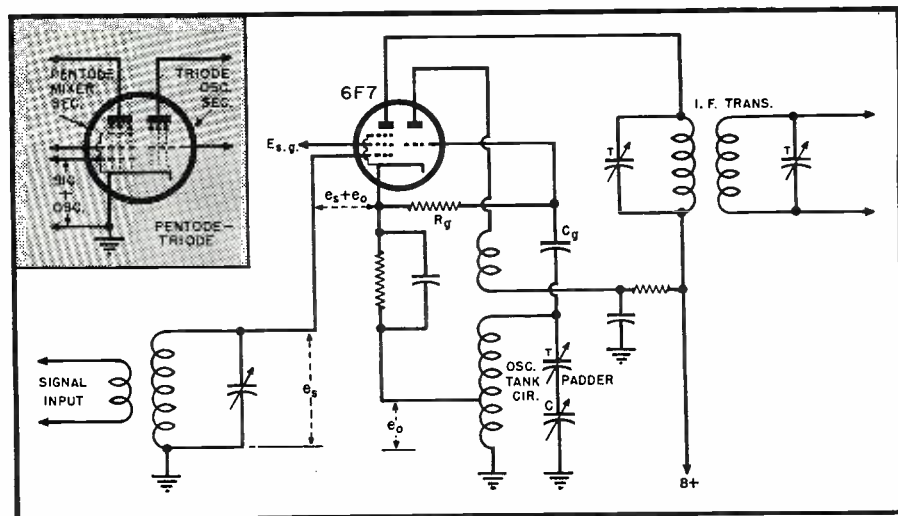 PENTODE
MIXER
SEC.
TRIODE
OSC.
SEC.
SIG.
+
OSC.
PENTODE-
TRIODE
6F7
I. F. TRANS.
T
T
Es.g.
es+eo
Rg
Cg
SIGNAL
INPUT
es
eo
OSC.
TANK
CIR.
T
PADDER
C
8+